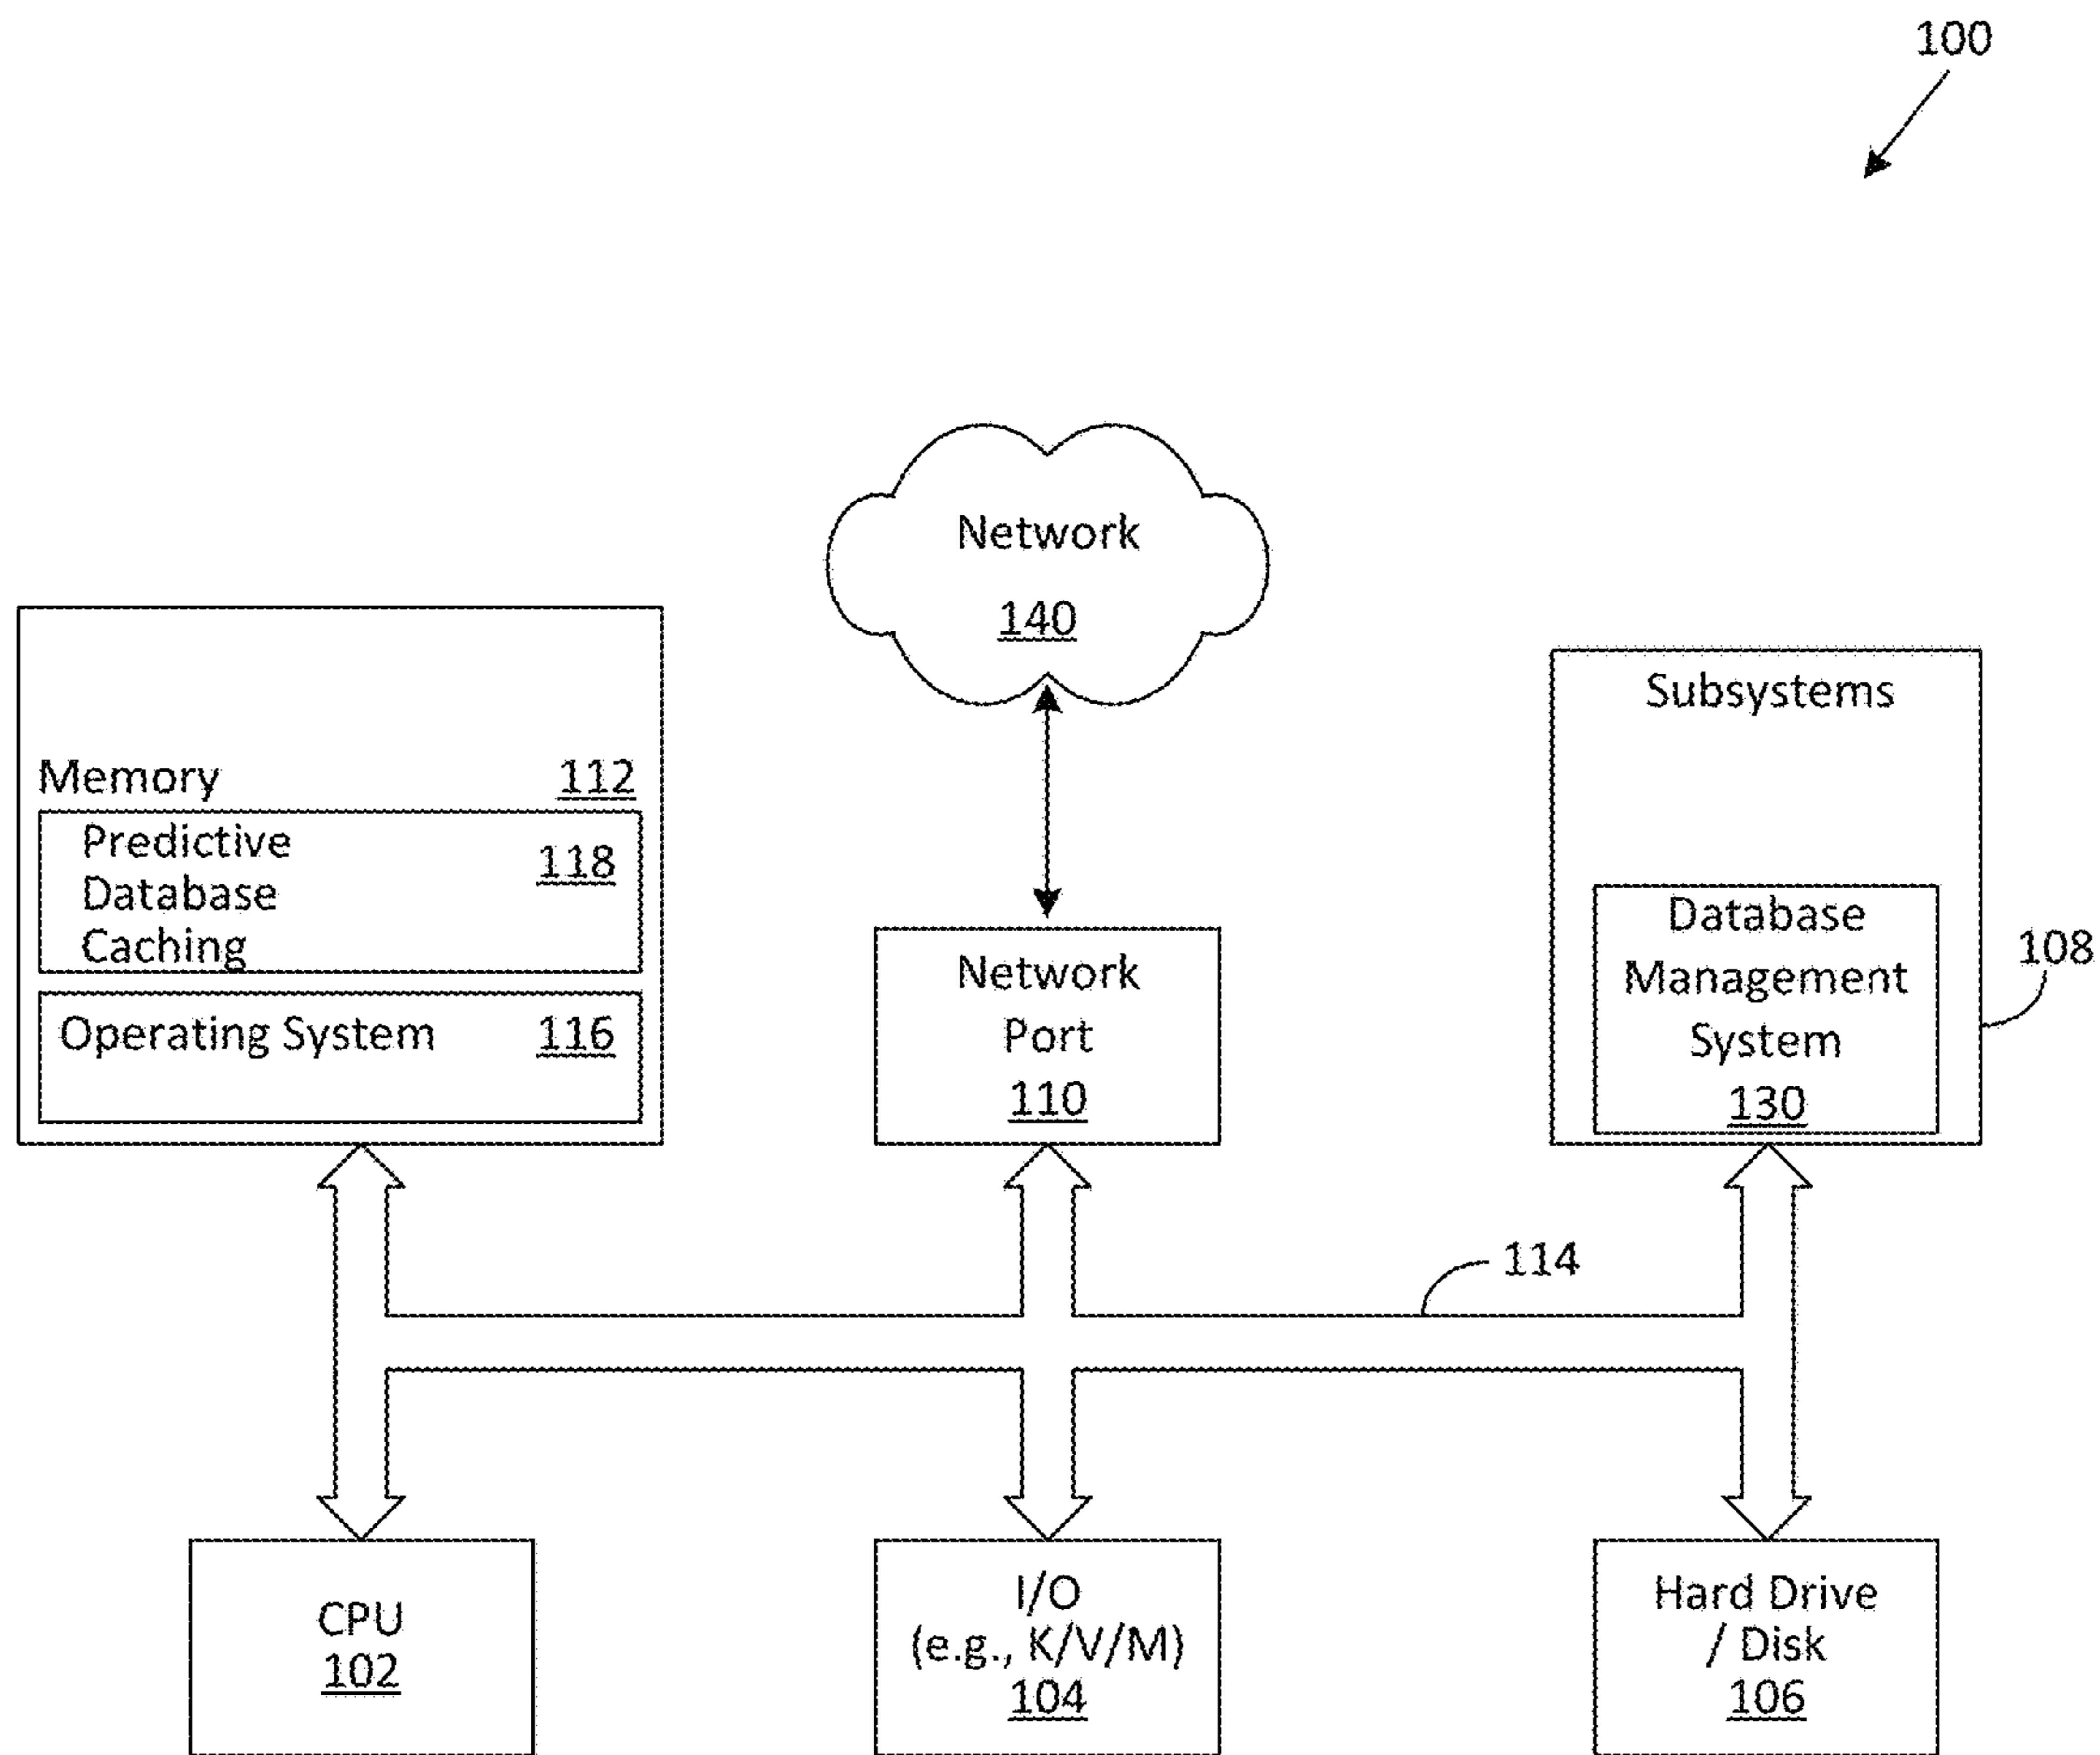 100
Network
140
Memory 112
Predictive
Database
Caching
118
Operating System 116
Network
Port
110
Subsystems
Database
Management
System
130
108
114
CPU
102
I/O
(e.g., K/V/M)
104
Hard Drive
/ Disk
106